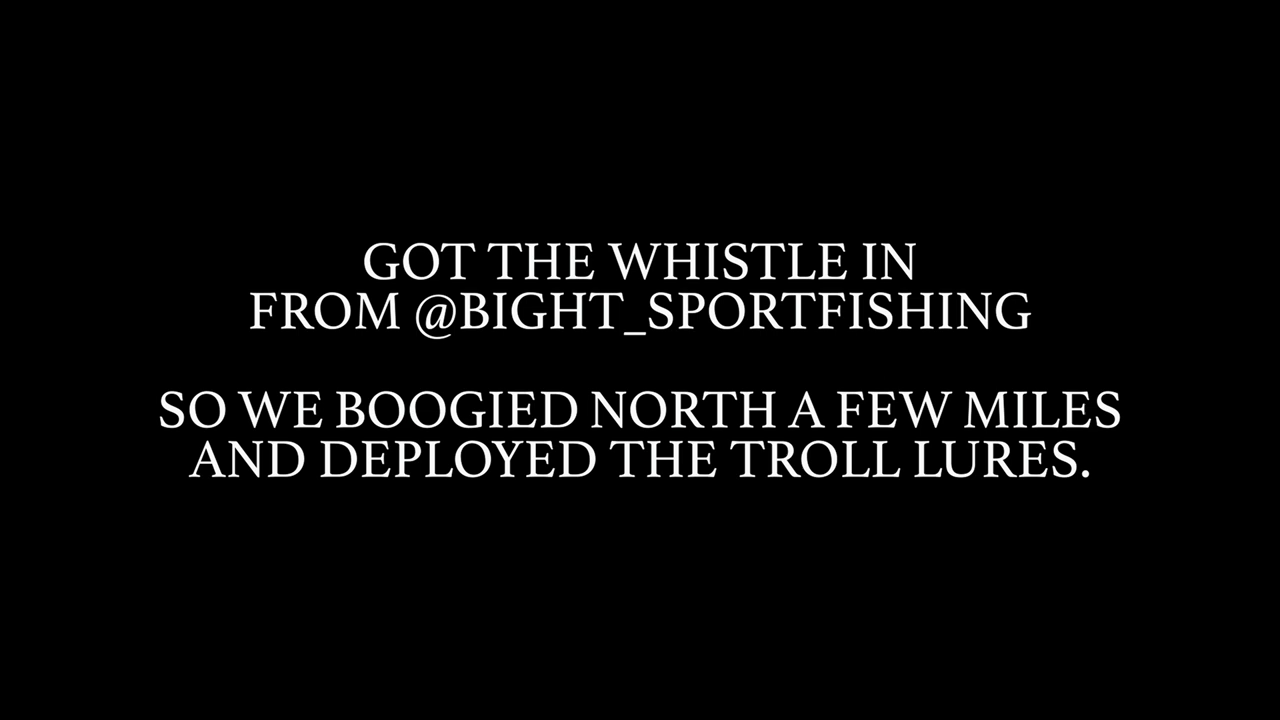 GOT THE WHISTLE IN
FROM @BIGHT_SPORTFISHING
SO WE BOOGIED NORTH A FEW MILES
AND DEPLOYED THE TROLL LURES.